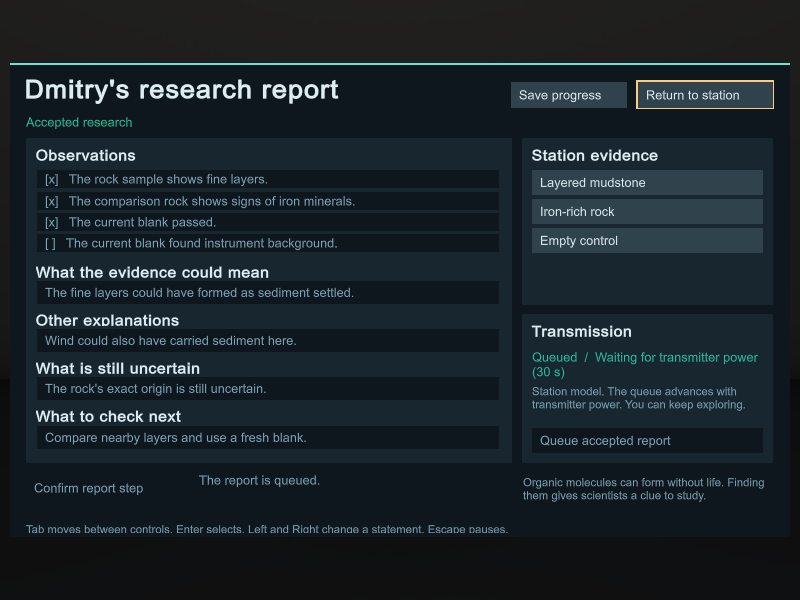 Dmitry's research report
Save progress
Return to station
Accepted research
Observations
[x] The rock sample shows fine layers.
[x] The comparison rock shows signs of iron minerals.
[x] The current blank passed.
[ ] The current blank found instrument background.
What the evidence could mean
The fine layers could have formed as sediment settled.
Other explanations
Wind could also have carried sediment here.
What is still uncertain
The rock's exact origin is still uncertain.
What to check next
Compare nearby layers and use a fresh blank.
Station evidence
Layered mudstone
Iron-rich rock
Empty control
Transmission
Queued / Waiting for transmitter power
(30 s)
Station model. The queue advances with
transmitter power. You can keep exploring.
Queue accepted report
Confirm report step
The report is queued.
Organic molecules can form without life. Finding
them gives scientists a clue to study.
Tab moves between controls. Enter selects. Left and Right change a statement. Escape pauses.